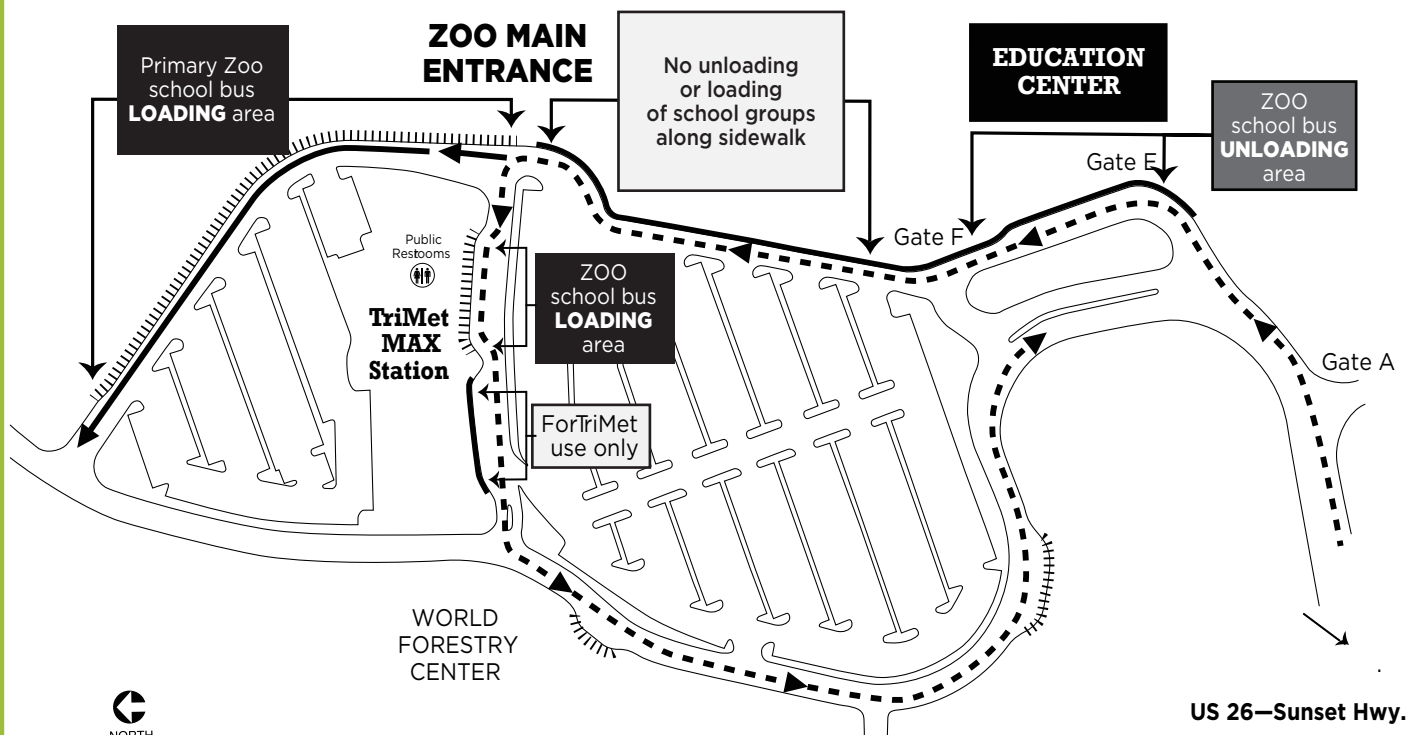 Primary Zoo
school bus
LOADING area
ZOO MAIN
ENTRANCE
No unloading
or loading
of school groups
along sidewalk
EDUCATION
CENTER
ZOO
school bus
UNLOADING
area
Gate E
Gate F
Gate A
Public
Restrooms
TriMet
MAX
Station
ZOO
school bus
LOADING
area
ForTriMet
use only
WORLD
FORESTRY
CENTER
NORTH
US 26—Sunset Hwy.